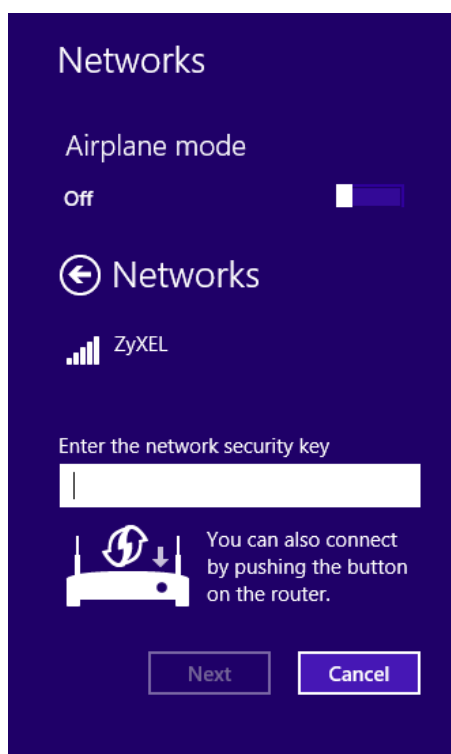 Networks
Airplane mode
Off
Networks
ZyXEL
Enter the network security key
You can also connect
by pushing the button
on the router.
Next
Cancel